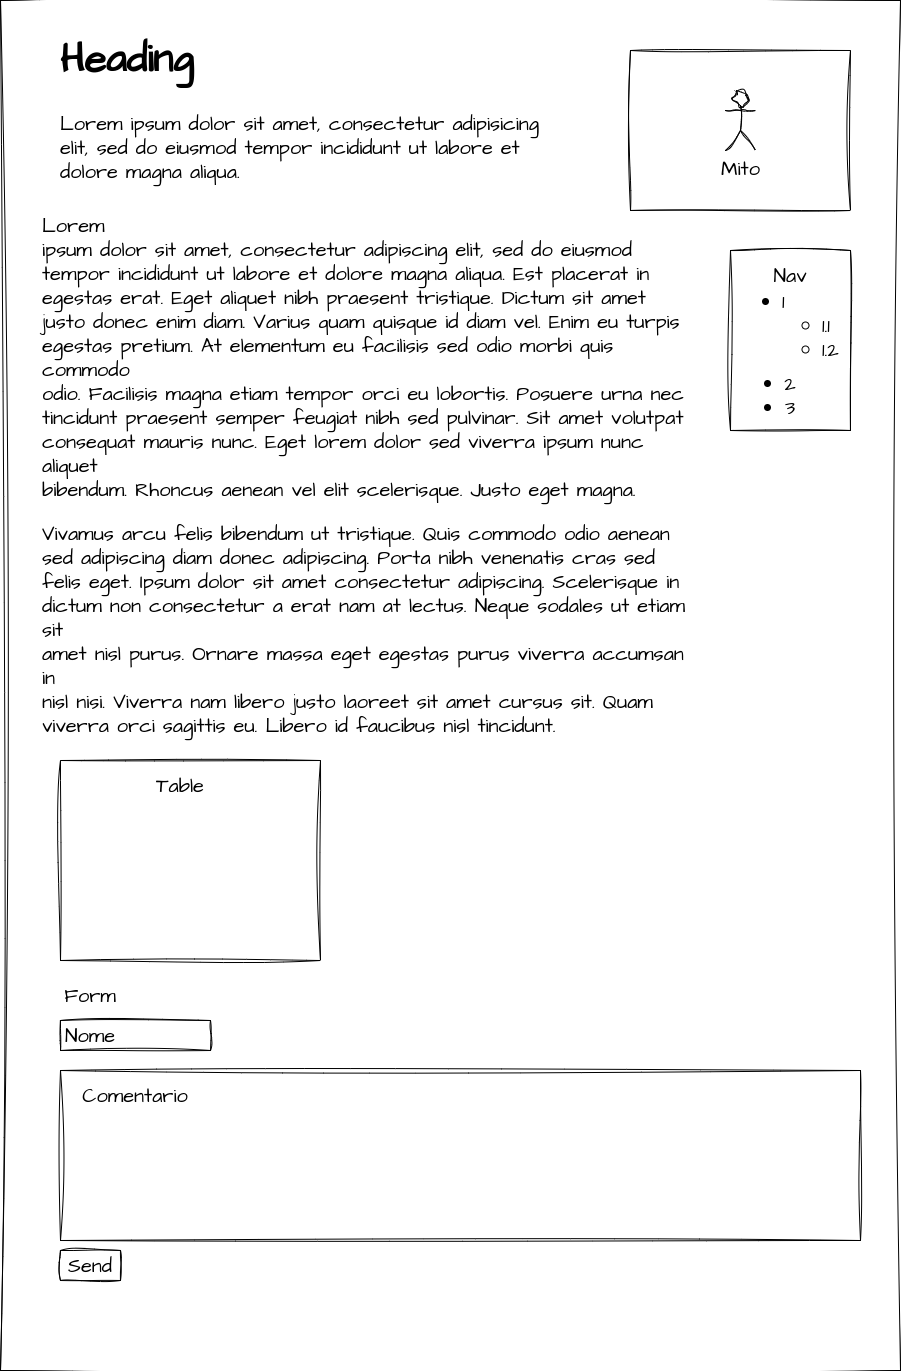 Heading
Lorem ipsum dolor sit amet, consectetur adipisicing
elit, sed do eiusmod tempor incididunt ut labore et
dolore magna aliqua.
Mito
Lorem
ipsum dolor sit amet, consectetur adipiscing elit, sed do eiusmod
tempor incididunt ut labore et dolore magna aliqua. Est placerat in
egestas erat. Eget aliquet nibh praesent tristique. Dictum sit amet
justo donec enim diam. Varius quam quisque id diam vel. Enim eu turpis
egestas pretium. At elementum eu facilisis sed odio morbi quis
commodo
odio. Facilisis magna etiam tempor orci eu lobortis. Posuere urna nec
tincidunt praesent semper feugiat nibh sed pulvinar. Sit amet volutpat
consequat mauris nunc. Eget lorem dolor sed viverra ipsum nunc
aliquet
bibendum. Rhoncus aenean vel elit scelerisque. Justo eget magna.
Vivamus arcu felis bibendum ut tristique. Quis commodo odio aenean
sed adipiscing diam donec adipiscing. Porta nibh venenatis cras sed
felis eget. Ipsum dolor sit amet consectetur adipiscing. Scelerisque in
dictum non consectetur a erat nam at lectus. Neque sodales ut etiam
sit
amet nisl purus. Ornare massa eget egestas purus viverra accumsan
in
nisl nisi. Viverra nam libero justo laoreet sit amet cursus sit. Quam
viverra orci sagittis eu. Libero id faucibus nisl tincidunt.
Nav
1
1.1
1.2
2
3
Table
Form
Nome
Comentario
Send